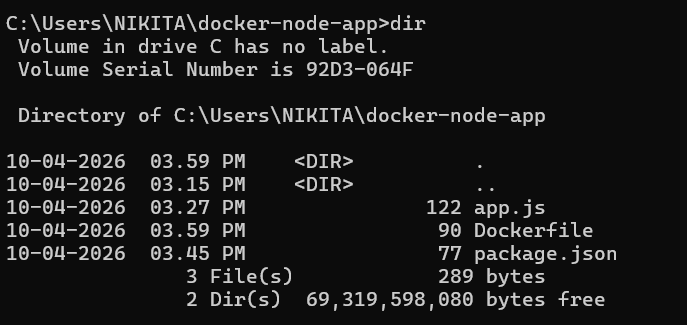 C:\Users\NIKITA\docker-node-app>dir
 Volume in drive C has no label.
 Volume Serial Number is 92D3-064F

 Directory of C:\Users\NIKITA\docker-node-app

10-04-2026  03.59 PM    <DIR>          .
10-04-2026  03.15 PM    <DIR>          ..
10-04-2026  03.27 PM               122 app.js
10-04-2026  03.59 PM                90 Dockerfile
10-04-2026  03.45 PM                77 package.json
               3 File(s)            289 bytes
               2 Dir(s)  69,319,598,080 bytes free